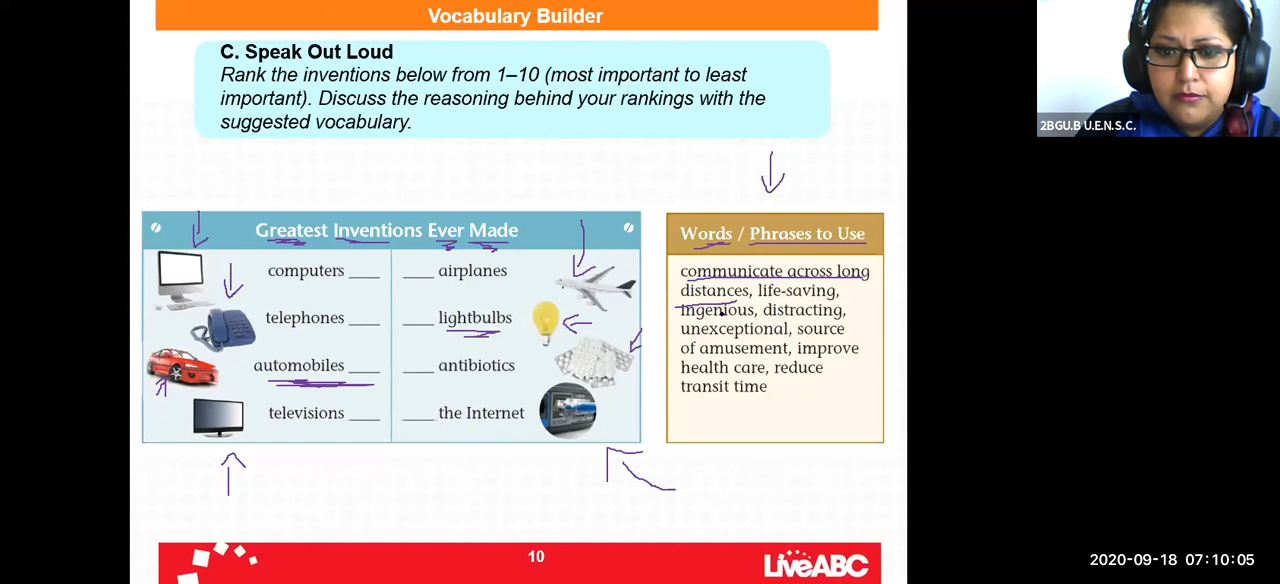 Vocabulary Builder
C. Speak Out Loud
Rank the inventions below from 1–10 (most important to least
important). Discuss the reasoning behind your rankings with the
suggested vocabulary.
2BGU.B U.E.N.S.C.
Greatest Inventions Ever Made
computers ____
____ airplanes
telephones ____
____ lightbulbs
automobiles ____
____ antibiotics
televisions ____
____ the Internet
Words / Phrases to Use
communicate across long
distances, life-saving,
ingenious, distracting,
unexceptional, source
of amusement, improve
health care, reduce
transit time
10
LiveABC
2020-09-18 07:10:05